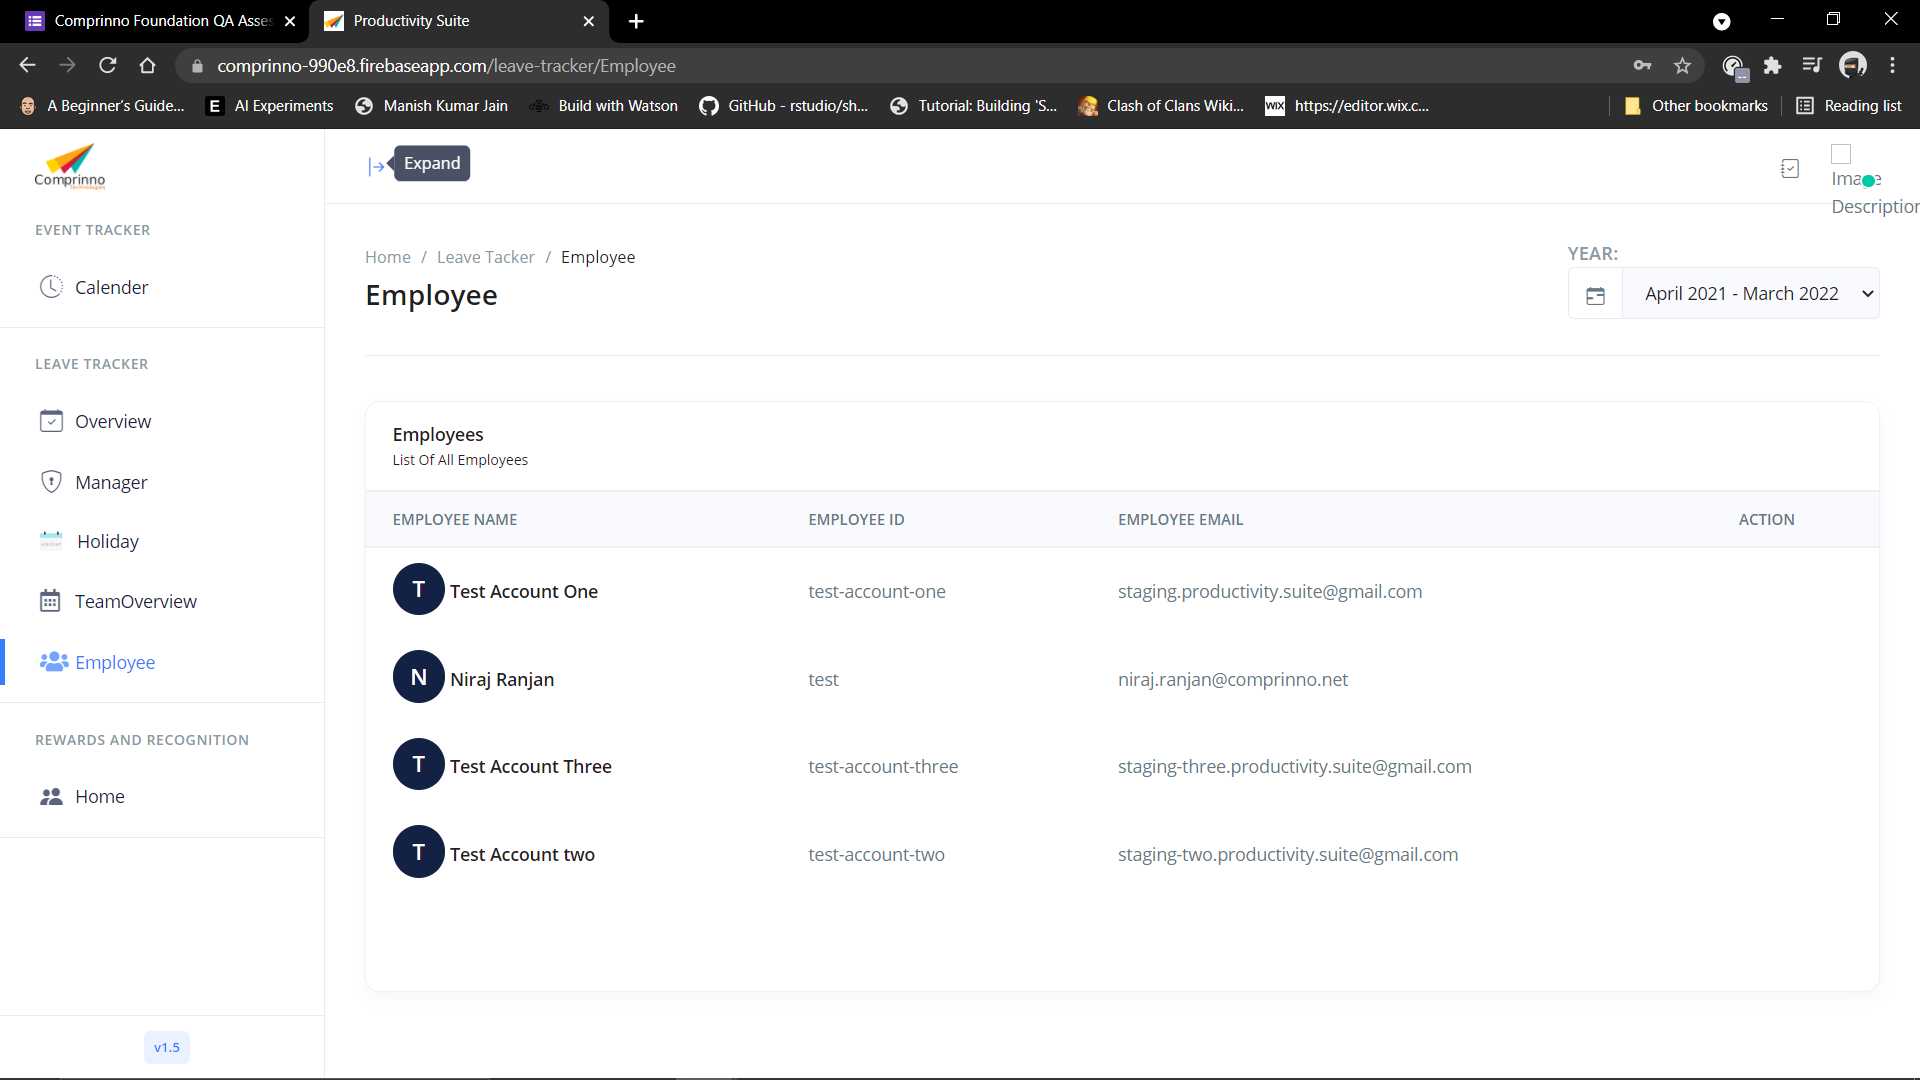 Comprinno Foundation QA Asses
Productivity Suite
comprinno-990e8.firebaseapp.com/leave-tracker/Employee
A Beginner's Guide...
E
AI Experiments
Manish Kumar Jain
Build with Watson
GitHub - rstudio/sh...
Tutorial: Building 'S...
Clash of Clans Wiki...
WIX
https://editor.wix.c...
Other bookmarks
Reading list
Comprinno
Technologies
Expand
Image
Description
EVENT TRACKER
Calender
LEAVE TRACKER
Overview
Manager
Holiday
TeamOverview
Employee
REWARDS AND RECOGNITION
Home
v1.5
Home / Leave Tacker / Employee
Employee
YEAR:
April 2021 - March 2022
Employees
List Of All Employees
EMPLOYEE NAME EMPLOYEE ID EMPLOYEE EMAIL ACTION
T Test Account One test-account-one staging.productivity.suite@gmail.com
N Niraj Ranjan test niraj.ranjan@comprinno.net
T Test Account Three test-account-three staging-three.productivity.suite@gmail.com
T Test Account two test-account-two staging-two.productivity.suite@gmail.com